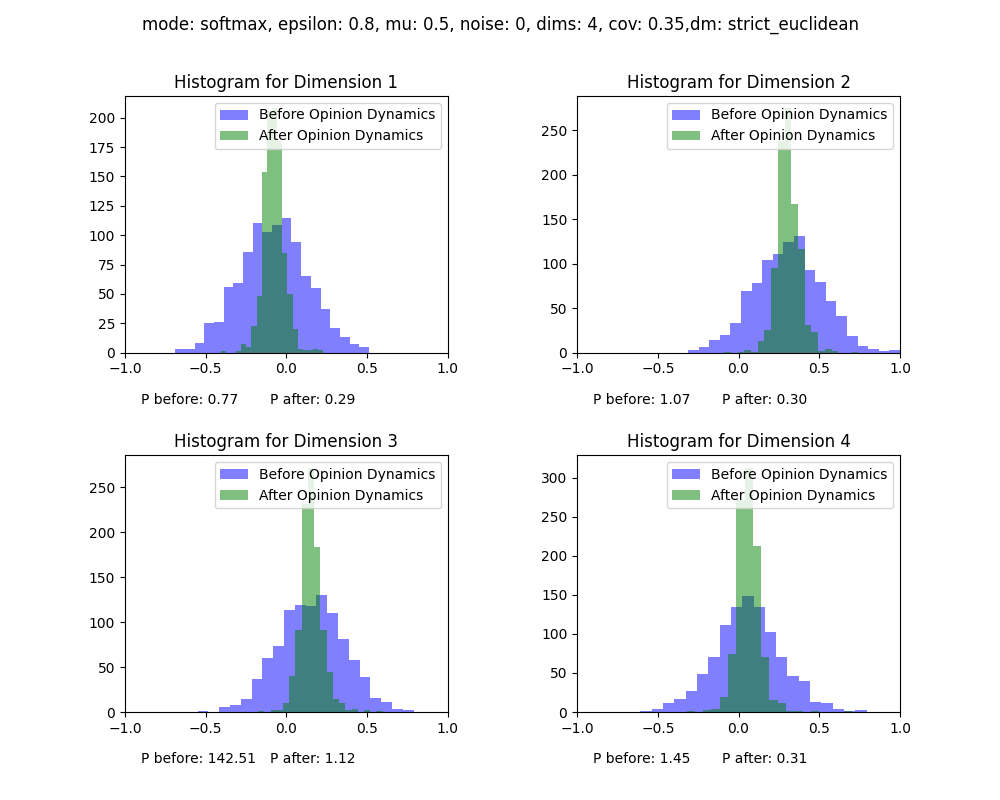 mode: softmax, epsilon: 0.8, mu: 0.5, noise: 0, dims: 4, cov: 0.35,dm: strict_euclidean
Histogram for Dimension 1
Before Opinion Dynamics
After Opinion Dynamics
200
175
150
125
100
75
50
25
0
−1.0 −0.5 0.0 0.5 1.0
P before: 0.77 P after: 0.29
Histogram for Dimension 2
Before Opinion Dynamics
After Opinion Dynamics
250
200
150
100
50
0
−1.0 −0.5 0.0 0.5 1.0
P before: 1.07 P after: 0.30
Histogram for Dimension 3
Before Opinion Dynamics
After Opinion Dynamics
250
200
150
100
50
0
−1.0 −0.5 0.0 0.5 1.0
P before: 142.51 P after: 1.12
Histogram for Dimension 4
Before Opinion Dynamics
After Opinion Dynamics
300
250
200
150
100
50
0
−1.0 −0.5 0.0 0.5 1.0
P before: 1.45 P after: 0.31